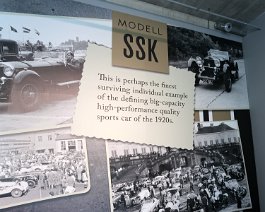 MODELL
SSK
This is perhaps the finest
surviving individual example
of the defining big-capacity
high-performance quality
sports car of the 1920s.